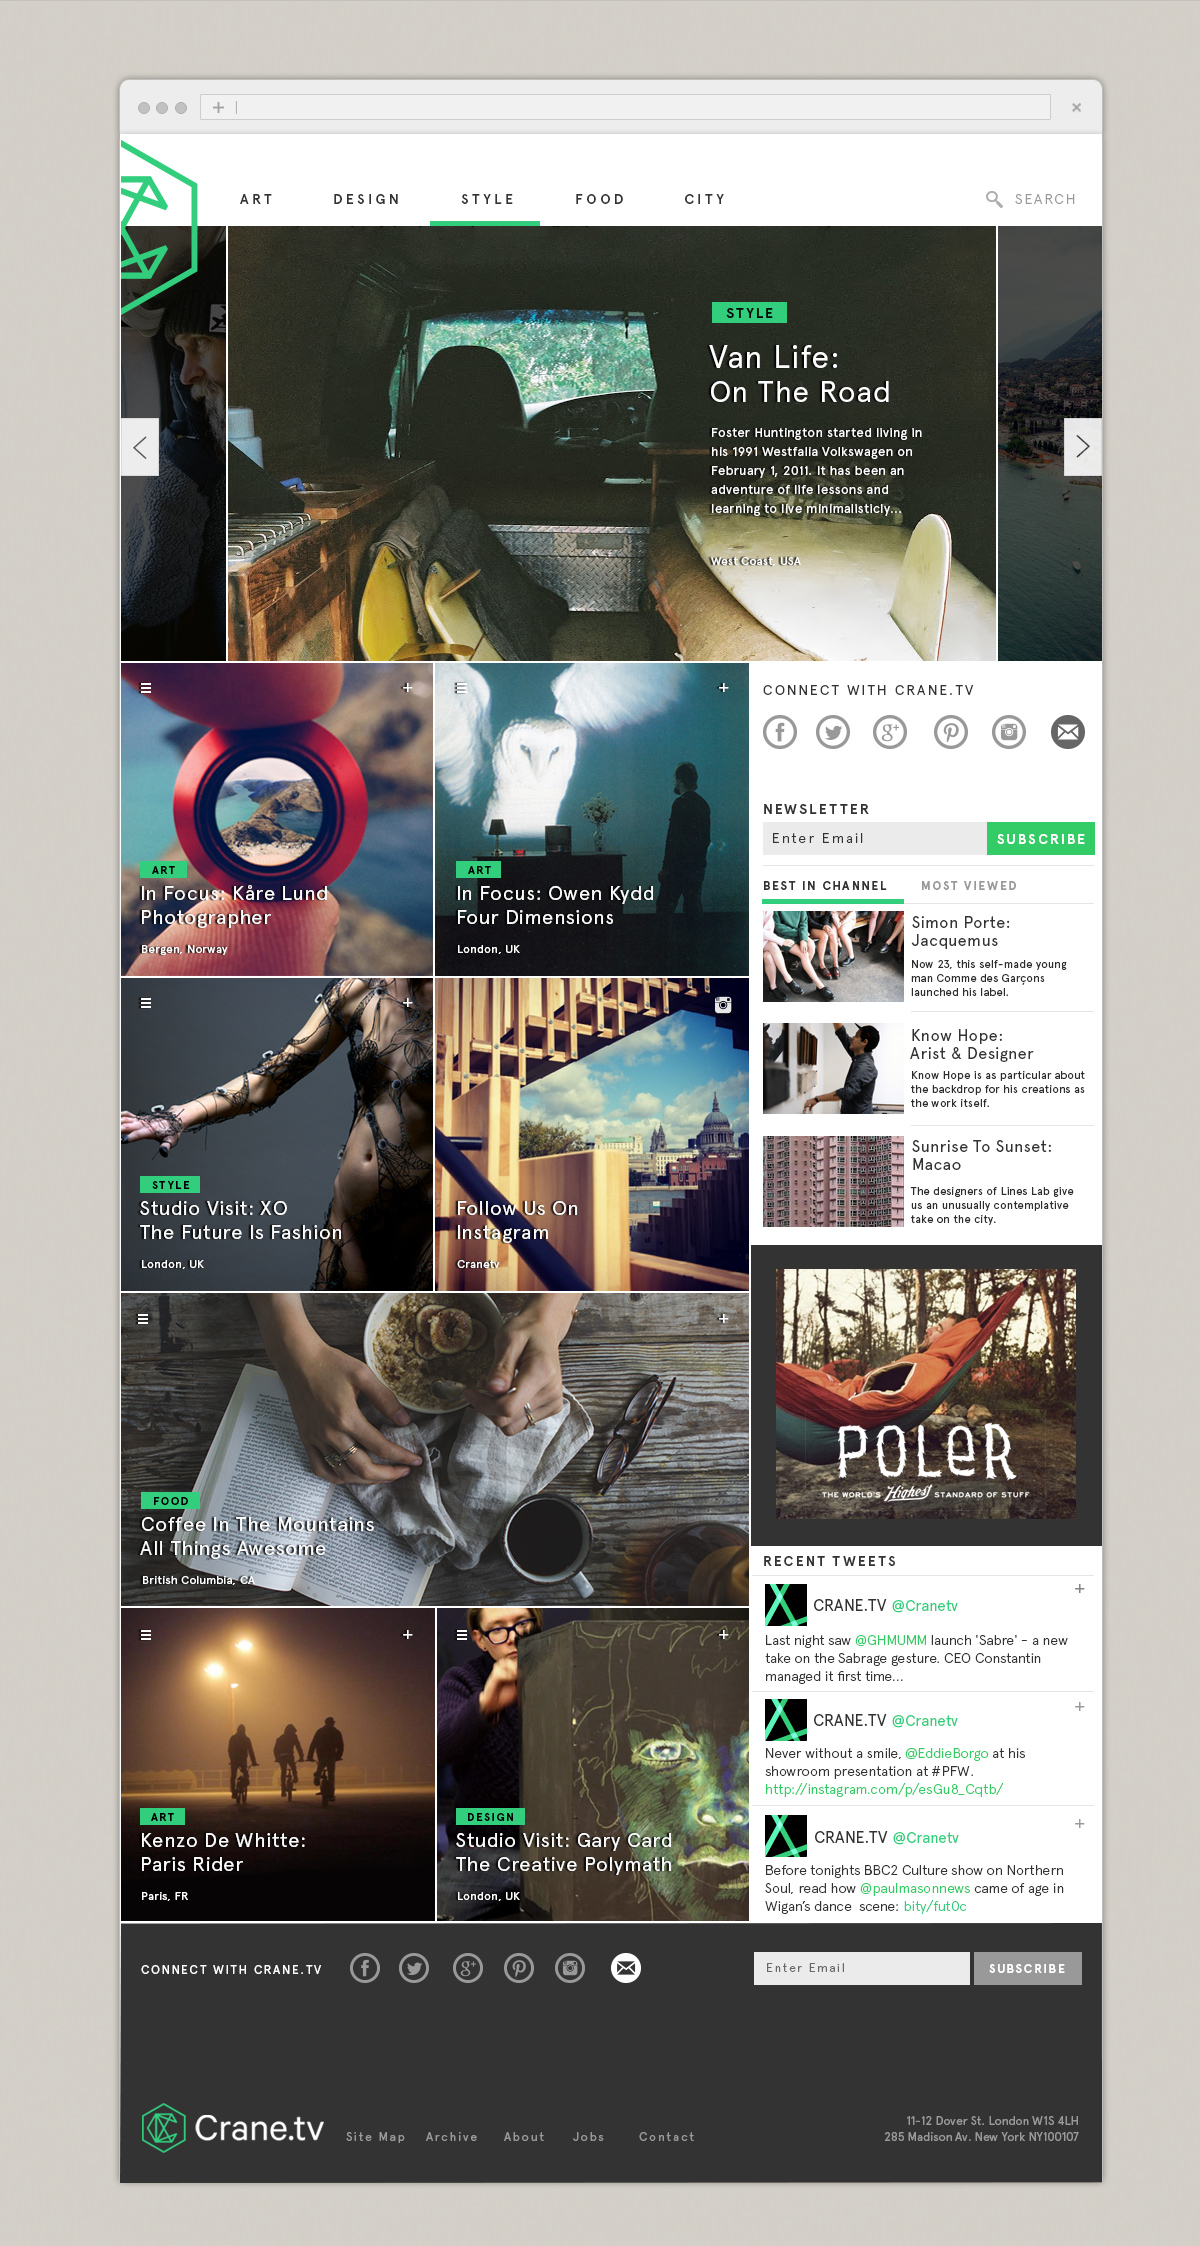 ART DESIGN STYLE FOOD CITY SEARCH
STYLE
Van Life:
On The Road
Foster Huntington started living in
his 1991 Westfalia Volkswagen on
February 1, 2011. It has been an
adventure of life lessons and
learning to live minimalisticly...
West Coast, USA
ART
In Focus: Kåre Lund
Photographer
Bergen, Norway
ART
In Focus: Owen Kydd
Four Dimensions
London, UK
STYLE
Studio Visit: XO
The Future Is Fashion
London, UK
Follow Us On
Instagram
Cranetv
FOOD
Coffee In The Mountains
All Things Awesome
British Columbia, CA
ART
Kenzo De Whitte:
Paris Rider
Paris, FR
DESIGN
Studio Visit: Gary Card
The Creative Polymath
London, UK
CONNECT WITH CRANE.TV
NEWSLETTER
Enter Email SUBSCRIBE
BEST IN CHANNEL MOST VIEWED
Simon Porte:
Jacquemus
Now 23, this self-made young
man Comme des Garçons
launched his label.
Know Hope:
Arist & Designer
Know Hope is as particular about
the backdrop for his creations as
the work itself.
Sunrise To Sunset:
Macao
The designers of Lines Lab give
us an unusually contemplative
take on the city.
POLeR
THE WORLD'S Highest STANDARD OF STUFF
RECENT TWEETS
CRANE.TV @Cranetv
Last night saw @GHMUMM launch 'Sabre' - a new
take on the Sabrage gesture. CEO Constantin
managed it first time...
CRANE.TV @Cranetv
Never without a smile, @EddieBorgo at his
showroom presentation at #PFW.
http://instagram.com/p/esGu8_Cqtb/
CRANE.TV @Cranetv
Before tonights BBC2 Culture show on Northern
Soul, read how @paulmasonnews came of age in
Wigan's dance scene: bity/fut0c
CONNECT WITH CRANE.TV
Enter Email SUBSCRIBE
Crane.tv Site Map Archive About Jobs Contact
11-12 Dover St. London W1S 4LH
285 Madison Av. New York NY100107